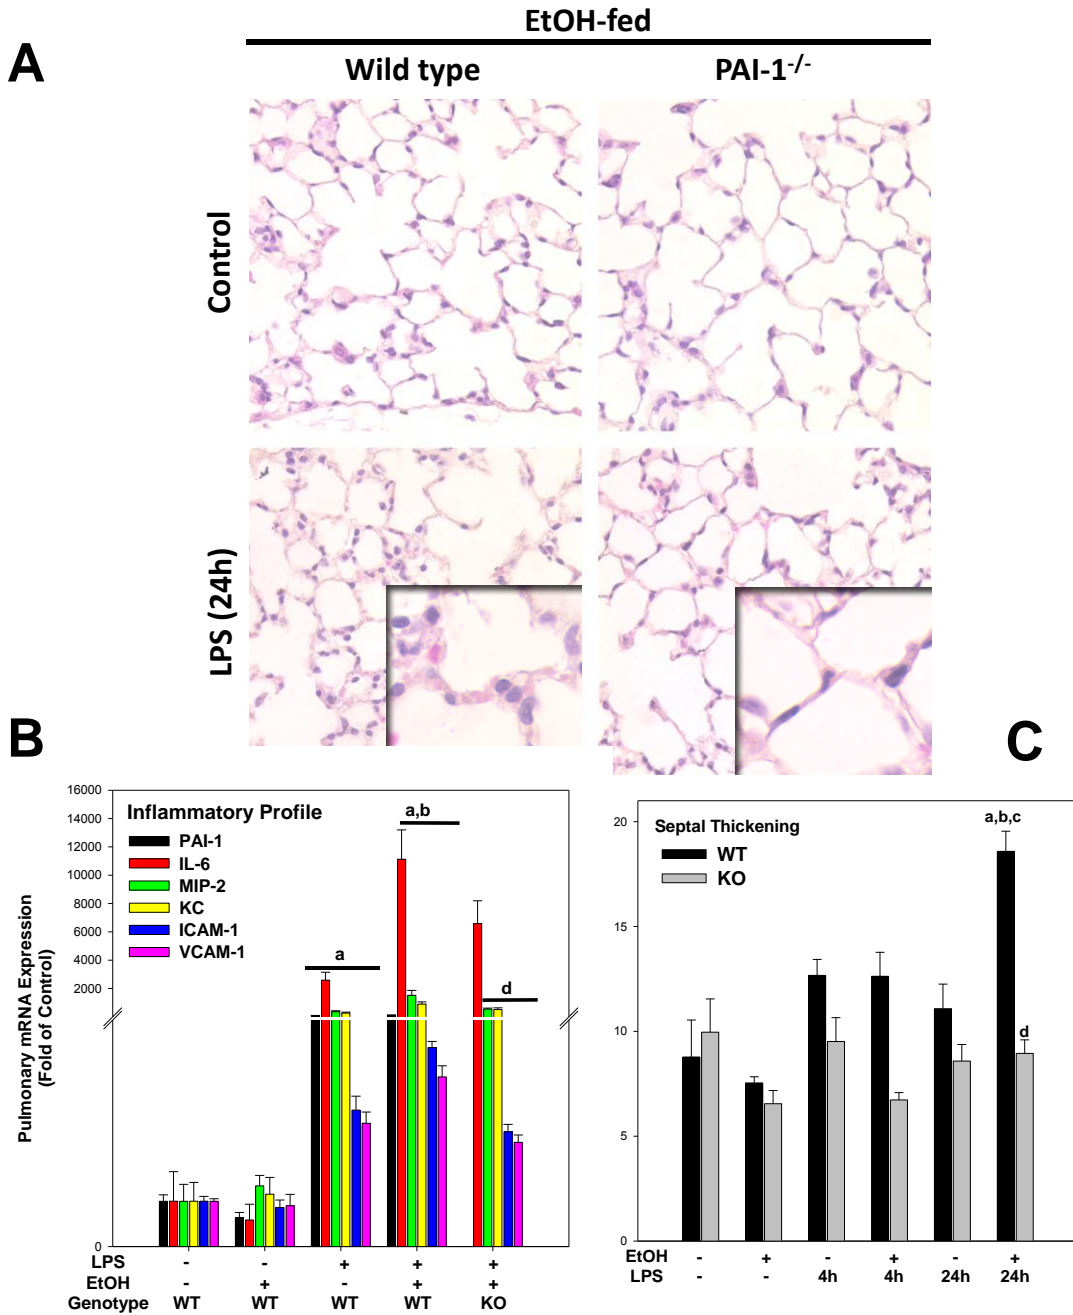 EtOH-fed
A
Wild type
PAI-1-/-
Control
LPS (24h)
B
C
Inflammatory Profile
PAI-1
IL-6
MIP-2
KC
ICAM-1
VCAM-1
Pulmonary mRNA Expression
(Fold of Control)
16000
14000
12000
10000
8000
6000
4000
2000
0
a
a,b
d
LPS - - + + +
EtOH - + - + +
Genotype WT WT WT WT KO
Septal Thickening
WT
KO
20
15
10
5
0
a,b,c
d
EtOH - + - + - +
LPS - - 4h 4h 24h 24h